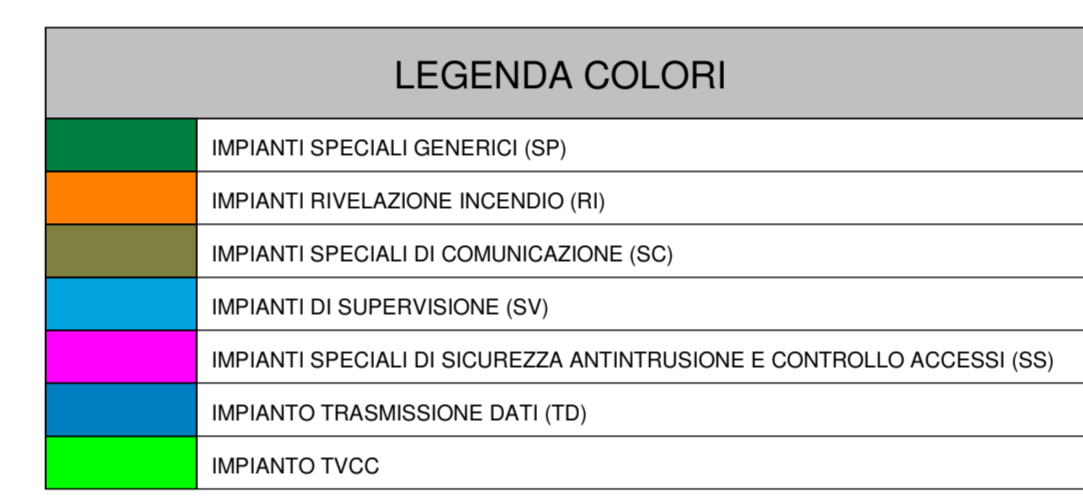 LEGENDA COLORI
IMPIANTI SPECIALI GENERICI (SP)
IMPIANTI RIVELAZIONE INCENDIO (RI)
IMPIANTI SPECIALI DI COMUNICAZIONE (SC)
IMPIANTI DI SUPERVISIONE (SV)
IMPIANTI SPECIALI DI SICUREZZA ANTINTRUSIONE E CONTROLLO ACCESSI (SS)
IMPIANTO TRASMISSIONE DATI (TD)
IMPIANTO TVCC